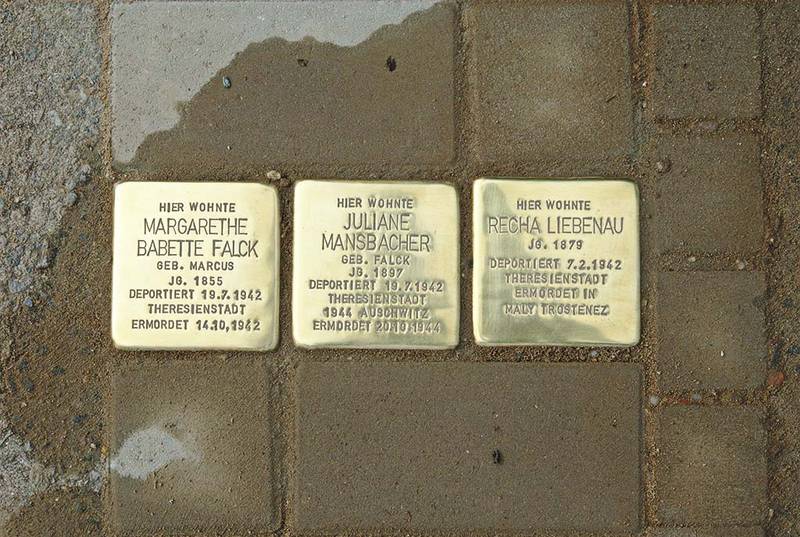 HIER WOHNTE
MARGARETHE
BABETTE FALCK
GEB. MARCUS
JG. 1855
DEPORTIERT 19.7.1942
THERESIENSTADT
ERMORDET 14.10.1942
HIER WOHNTE
JULIANE
MANSBACHER
GEB. FALCK
JG. 1897
DEPORTIERT 19.7.1942
THERESIENSTADT
1944 AUSCHWITZ
ERMORDET 20.10.1944
HIER WOHNTE
RECHA LIEBENAU
JG. 1879
DEPORTIERT 7.2.1942
THERESIENSTADT
ERMORDET IN
MALY TROSTENEZ